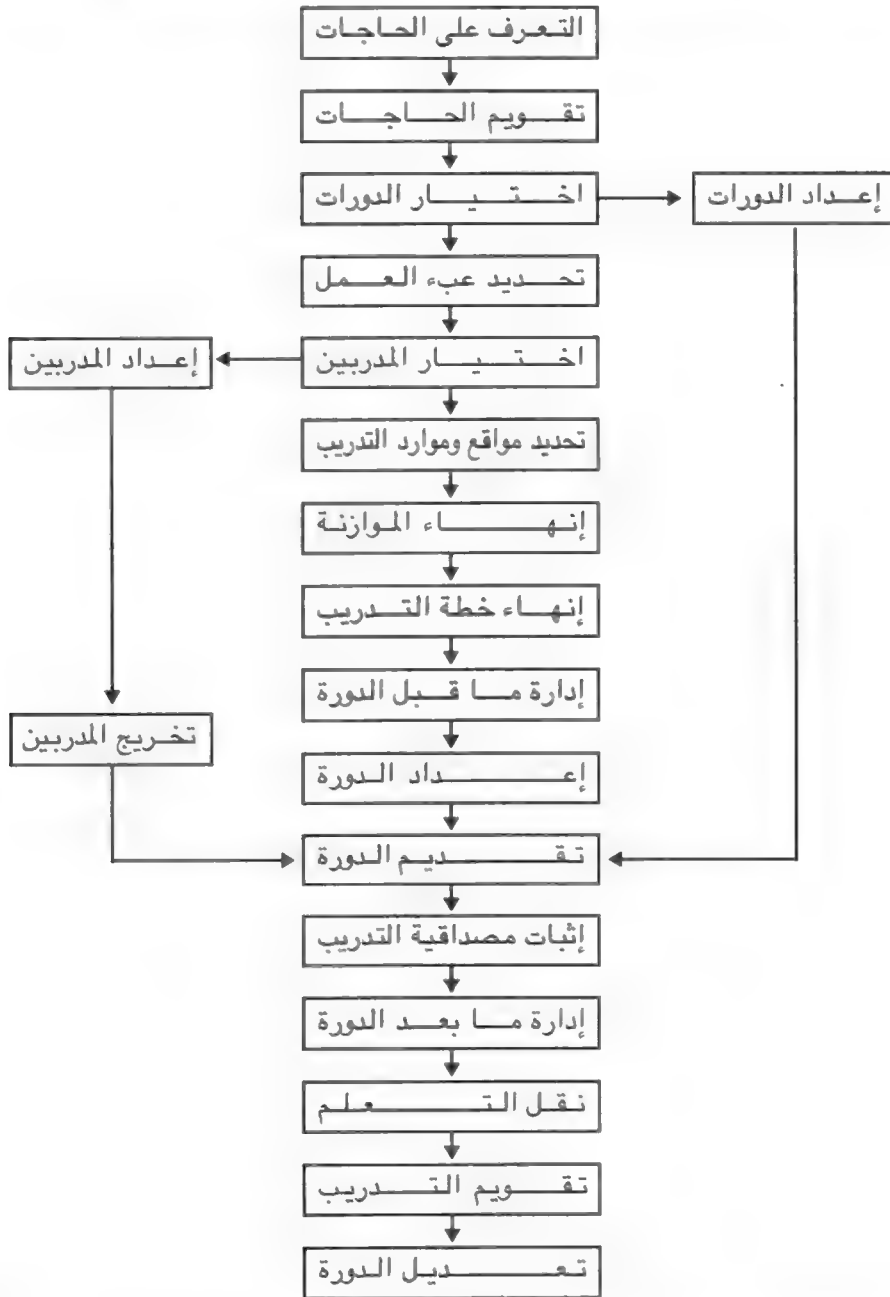 التعرف على الحاجات
تقويم الحاجات
اختيار الدورات
إعداد الدورات
تحديد عبء العمل
اختيار المدربين
إعداد المدربين
تحديد مواقع وموارد التدريب
إنهاء الموازنة
إنهاء خطة التدريب
إدارة ما قبل الدورة
تخريج المدربين
إعداد الدورة
تقديم الدورة
إثبات مصداقية التدريب
إدارة ما بعد الدورة
نقل التعلم
تقويم التدريب
تعديل الدورة